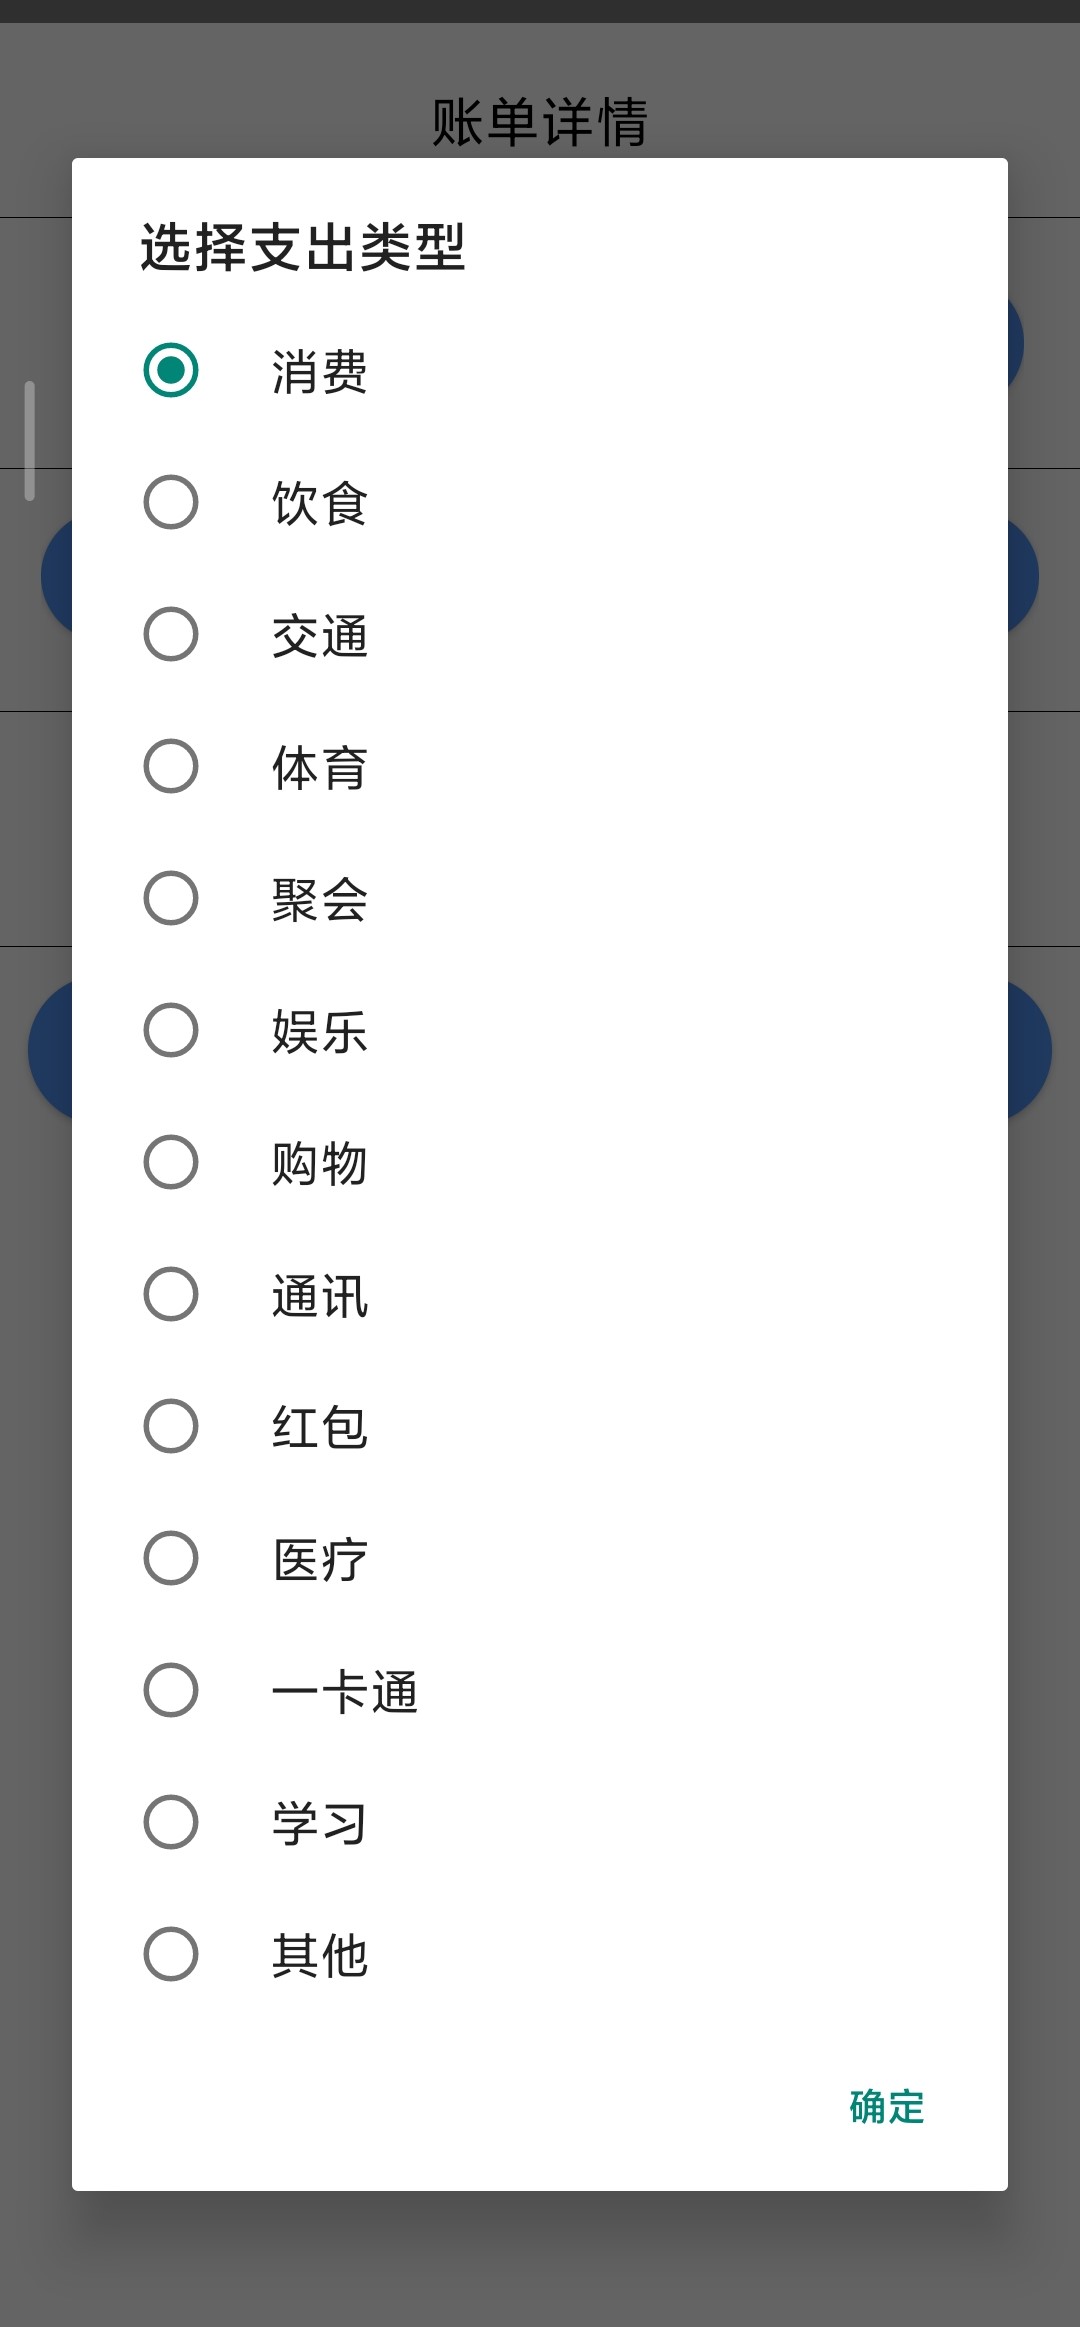 账单详情
选择支出类型
消费
饮食
交通
体育
聚会
娱乐
购物
通讯
红包
医疗
一卡通
学习
其他
确定